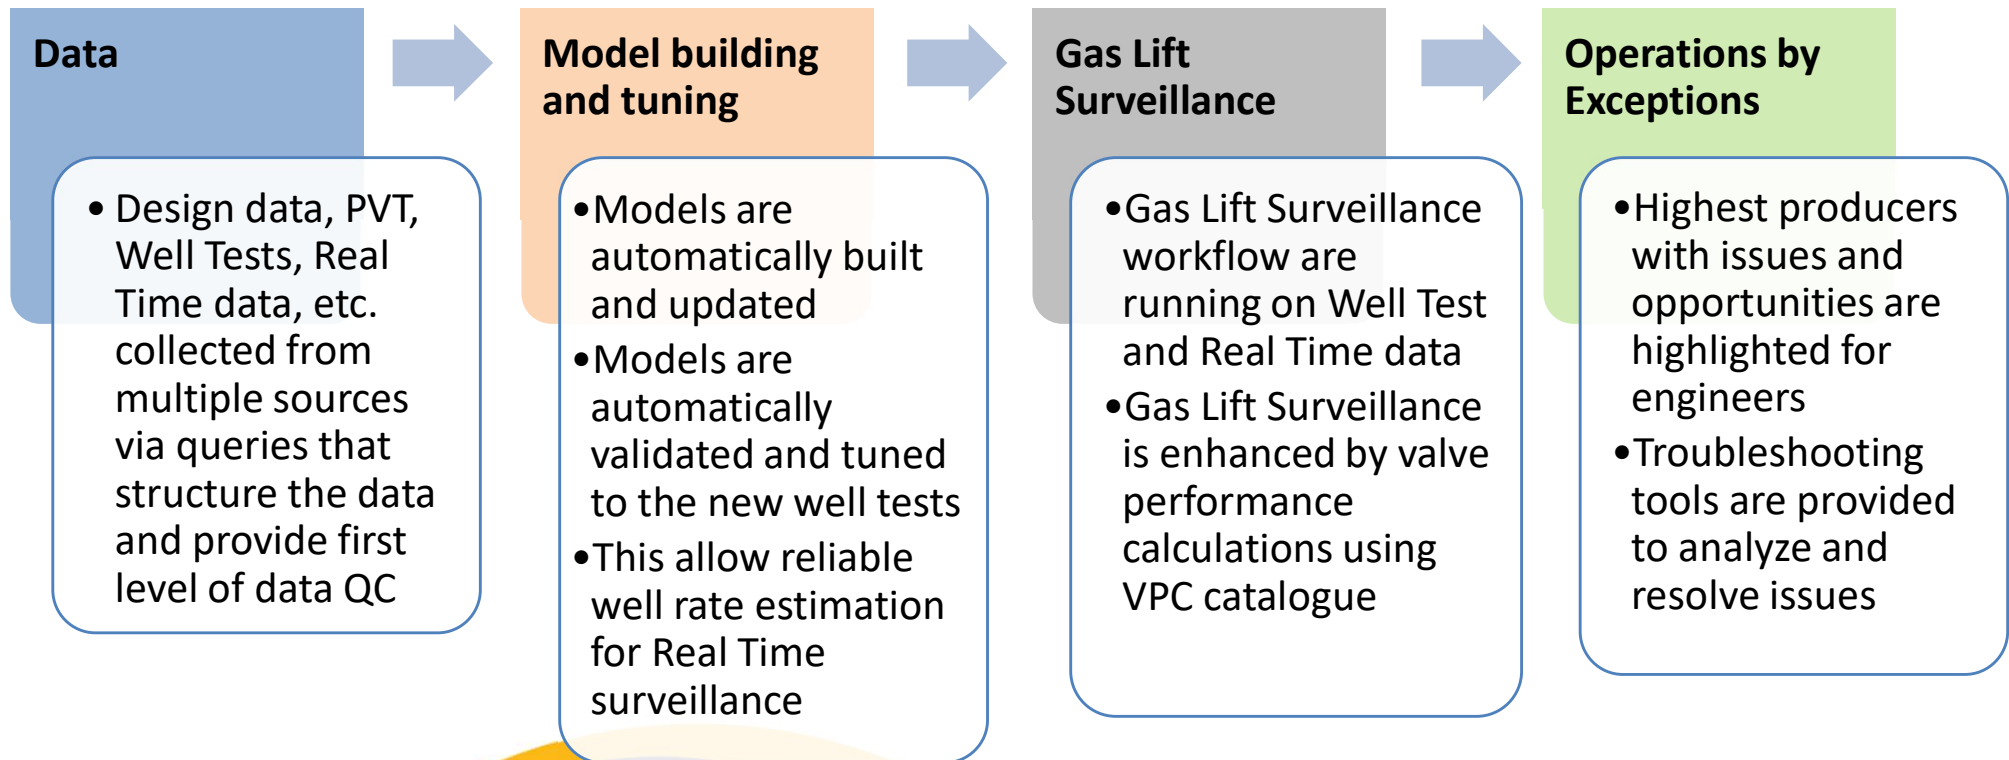 Data
• Design data, PVT,
Well Tests, Real
Time data, etc.
collected from
multiple sources
via queries that
structure the data
and provide first
level of data QC
Model building
and tuning
•Models are
automatically built
and updated
•Models are
automatically
validated and tuned
to the new well tests
•This allow reliable
well rate estimation
for Real Time
surveillance
Gas Lift
Surveillance
•Gas Lift Surveillance
workflow are
running on Well Test
and Real Time data
•Gas Lift Surveillance
is enhanced by valve
performance
calculations using
VPC catalogue
Operations by
Exceptions
•Highest producers
with issues and
opportunities are
highlighted for
engineers
•Troubleshooting
tools are provided
to analyze and
resolve issues